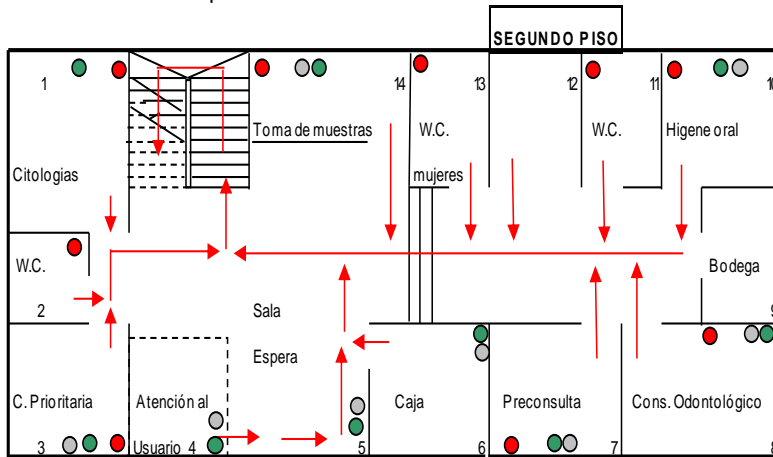 SEGUNDO PISO
1
14
13
12
11
10
Toma de muestras
W.C.
W.C.
Higene oral
Citologías
mujeres
W.C.
Bodega
2
Sala
9
Espera
C. Prioritaria
Atención al
Caja
Preconsulta
Cons. Odontológico
3
Usuario 4
5
6
7
8